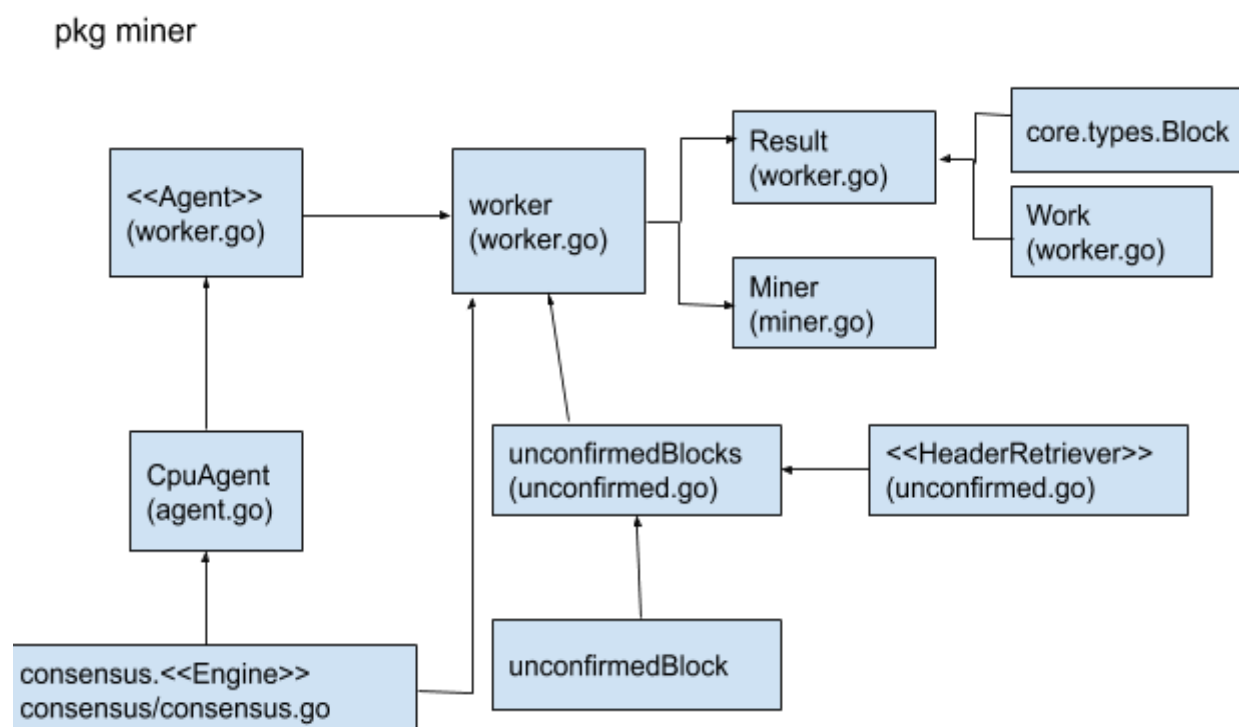 pkg miner
<<Agent>>
(worker.go)
worker
(worker.go)
Result
(worker.go)
core.types.Block
Work
(worker.go)
Miner
(miner.go)
CpuAgent
(agent.go)
unconfirmedBlocks
(unconfirmed.go)
<<HeaderRetriever>>
(unconfirmed.go)
consensus.<<Engine>>
consensus/consensus.go
unconfirmedBlock